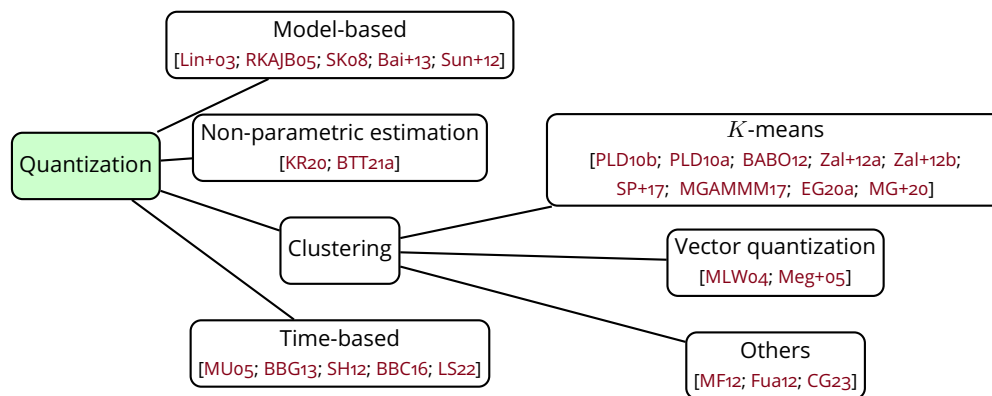 Model-based
[Lin+03; RKAJB05; SK08; Bai+13; Sun+12]
Quantization
Non-parametric estimation
[KR20; BTT21a]
Clustering
Time-based
[MU05; BBG13; SH12; BBC16; LS22]
K-means
[PLD10b; PLD10a; BABO12; Zal+12a; Zal+12b;
SP+17; MGAMMM17; EG20a; MG+20]
Vector quantization
[MLW04; Meg+05]
Others
[MF12; Fua12; CG23]